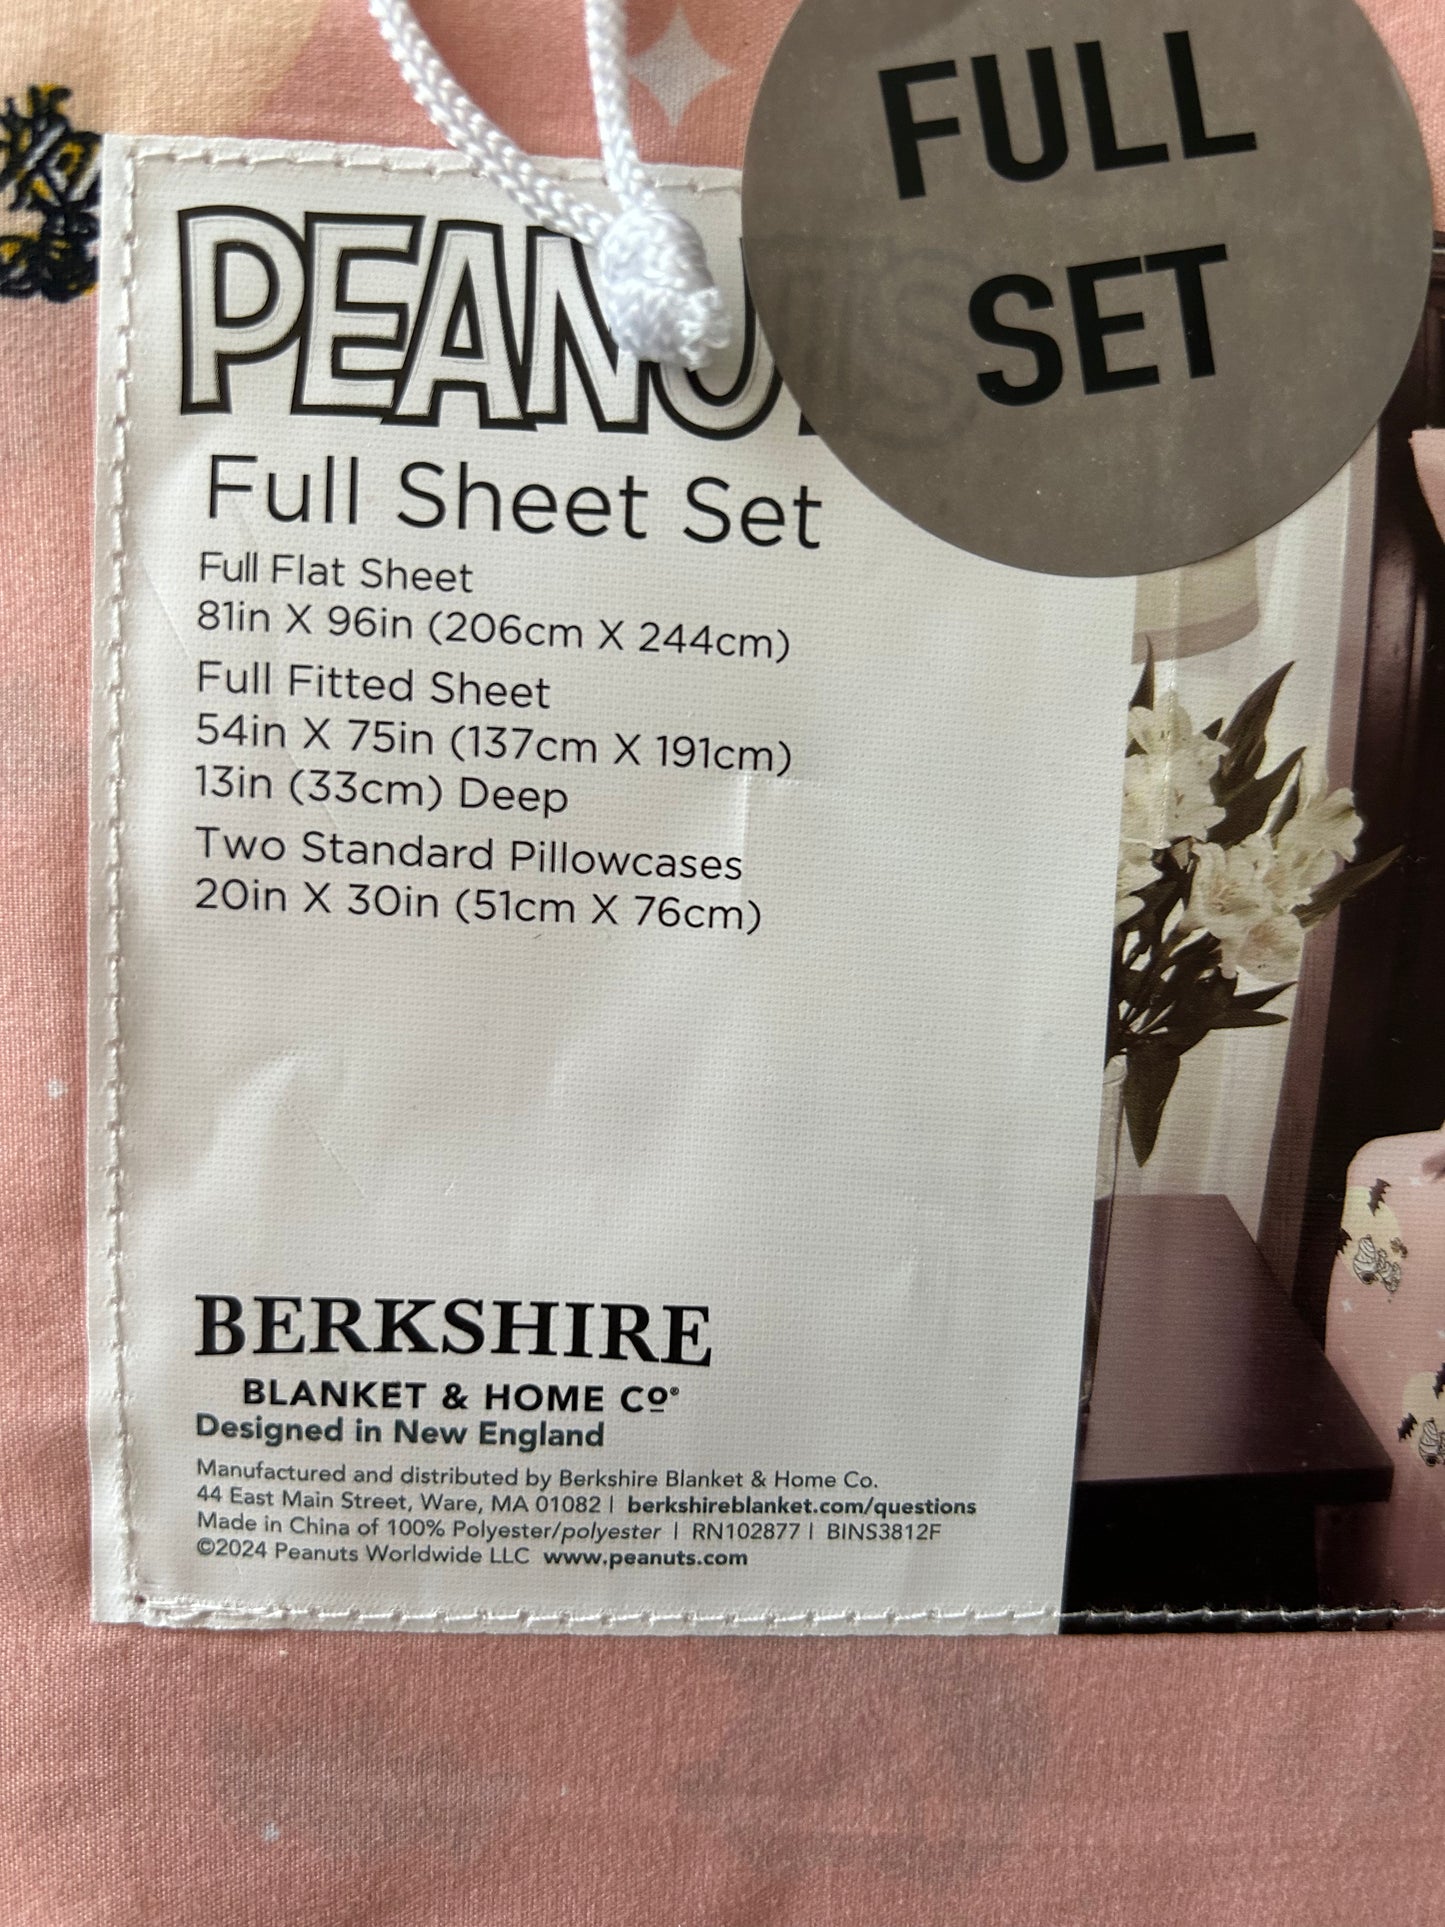 FULL
SET
PEANUTS
Full Sheet Set
Full Flat Sheet
81in X 96in (206cm X 244cm)
Full Fitted Sheet
54in X 75in (137cm X 191cm)
13in (33cm) Deep
Two Standard Pillowcases
20in X 30in (51cm X 76cm)
BERKSHIRE
BLANKET & HOME Cº®
Designed in New England
Manufactured and distributed by Berkshire Blanket & Home Co.
44 East Main Street, Ware, MA 01082 | berkshireblanket.com/questions
Made in China of 100% Polyester/polyester | RN102877 | BINS3812F
©2024 Peanuts Worldwide LLC www.peanuts.com